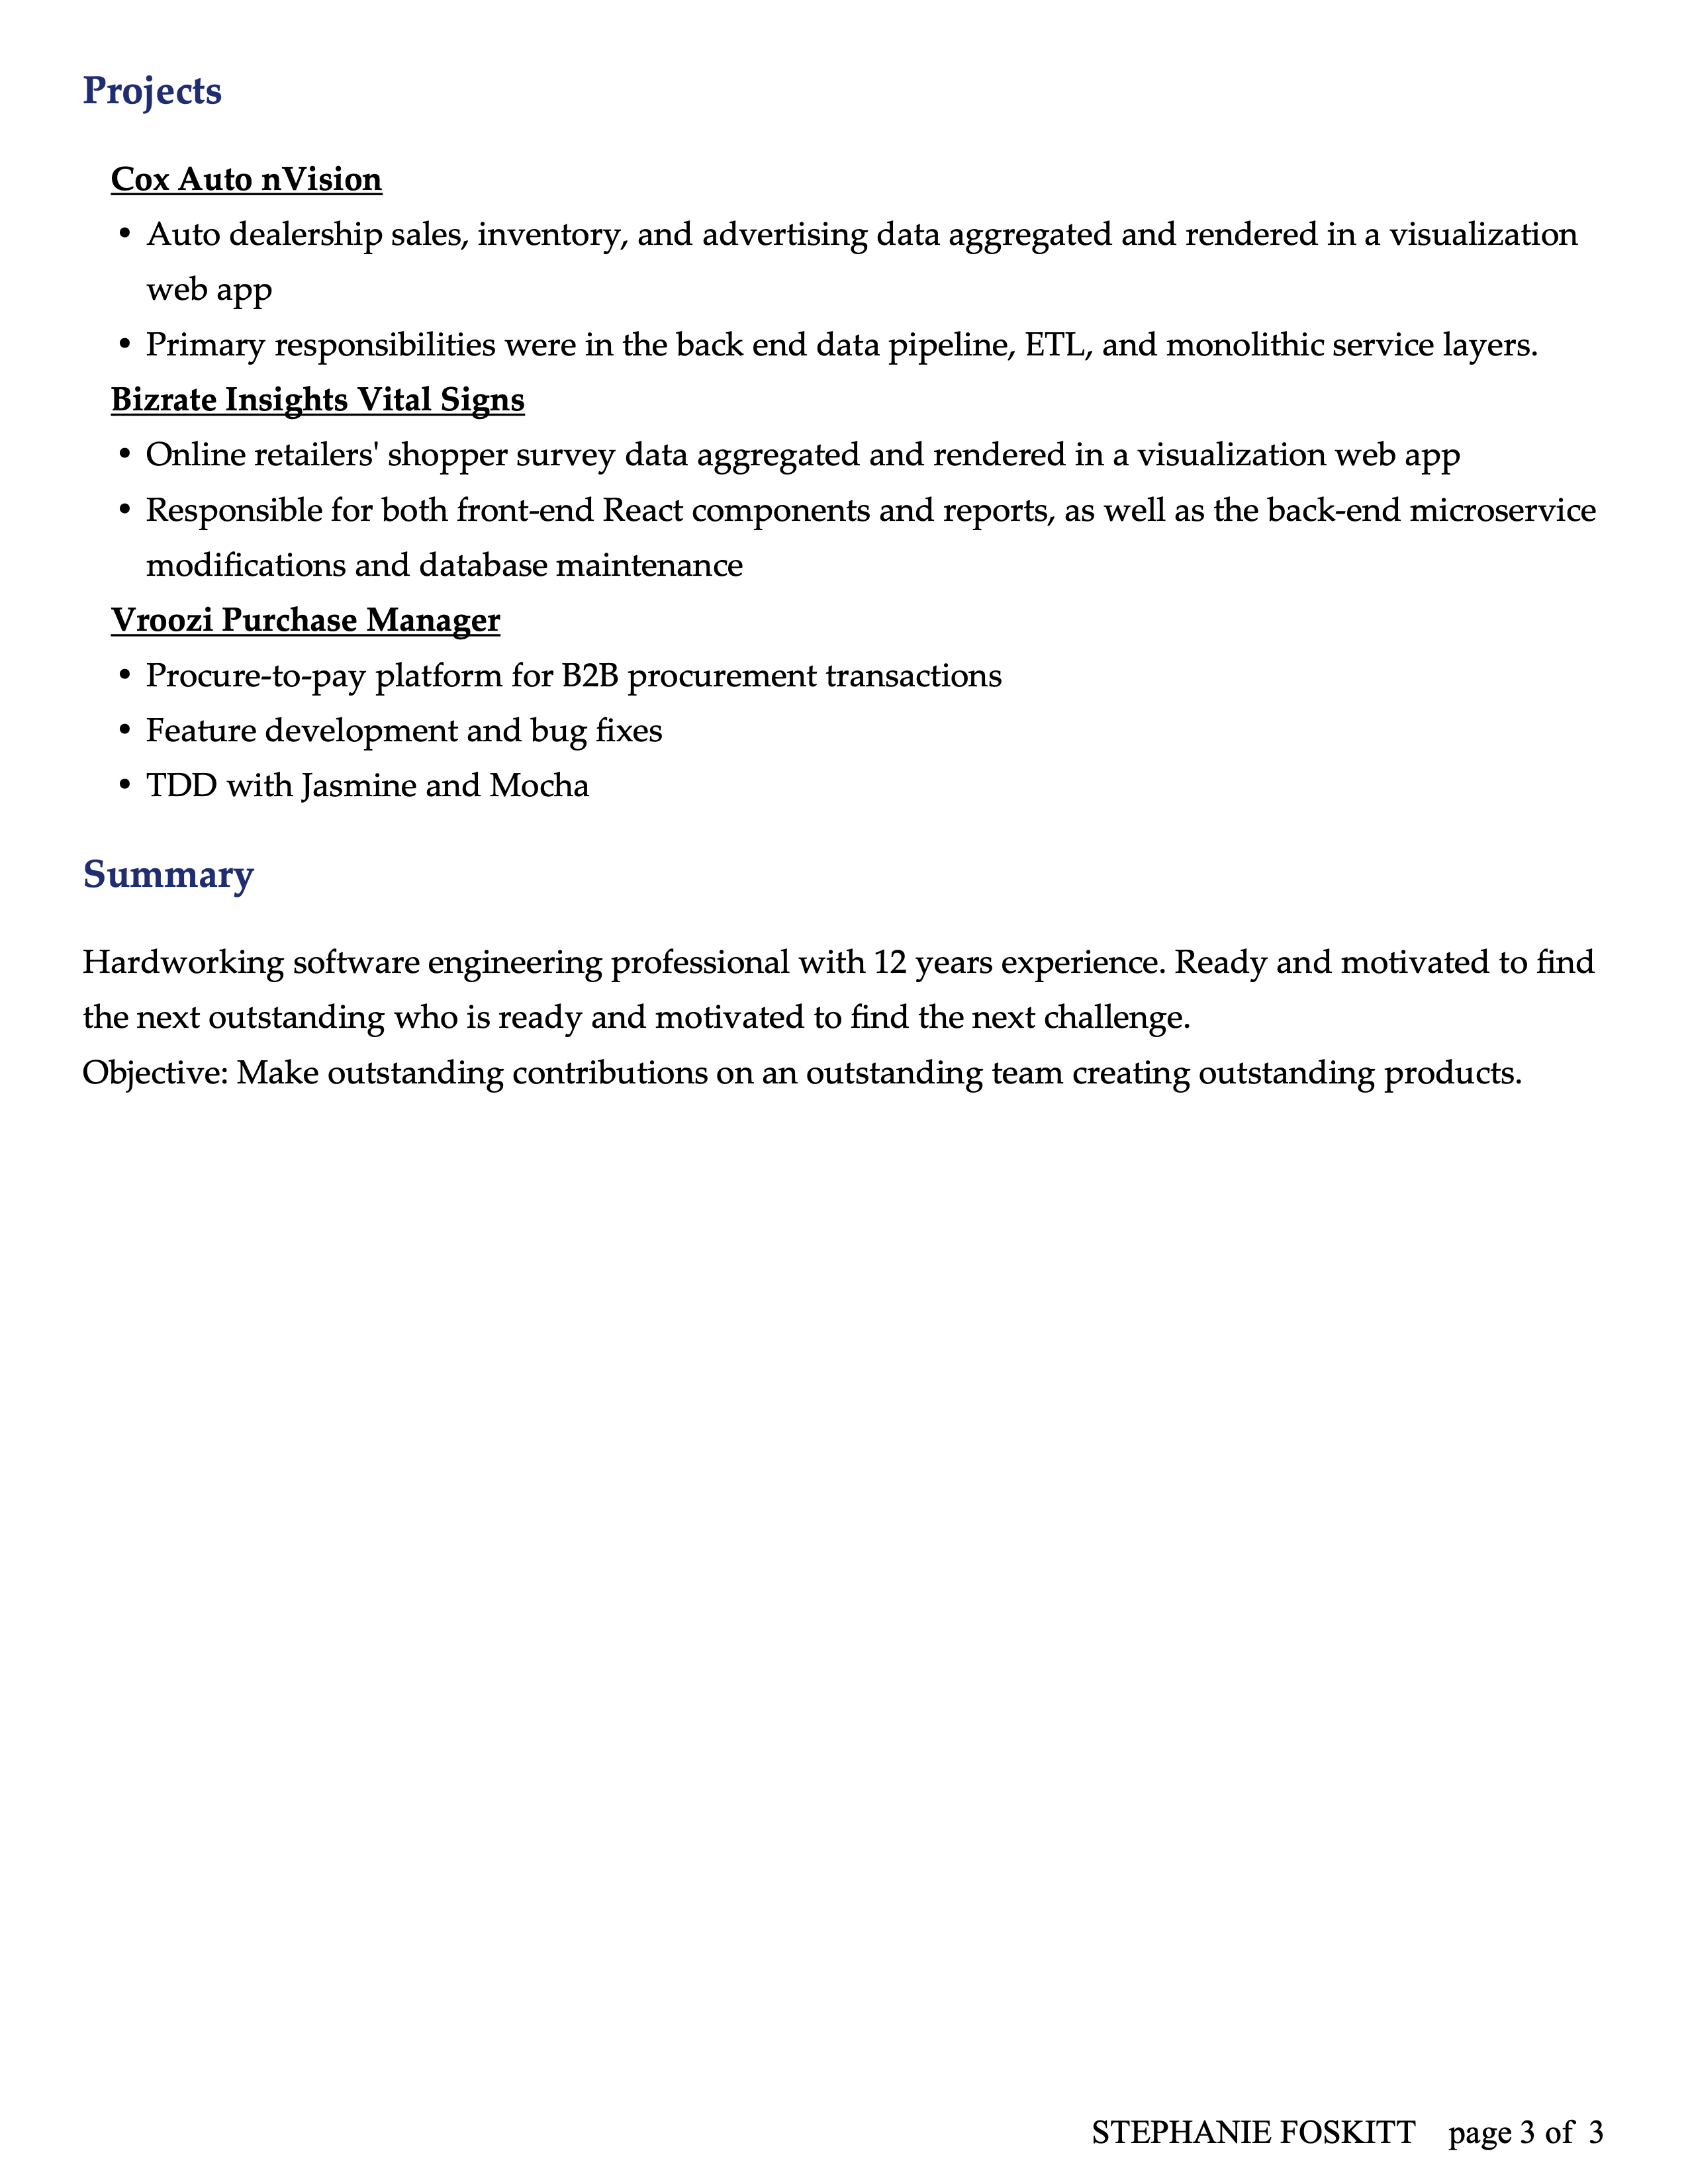 Projects
Cox Auto nVision
• Auto dealership sales, inventory, and advertising data aggregated and rendered in a visualization
web app
• Primary responsibilities were in the back end data pipeline, ETL, and monolithic service layers.
Bizrate Insights Vital Signs
• Online retailers' shopper survey data aggregated and rendered in a visualization web app
• Responsible for both front-end React components and reports, as well as the back-end microservice
modifications and database maintenance
Vroozi Purchase Manager
• Procure-to-pay platform for B2B procurement transactions
• Feature development and bug fixes
• TDD with Jasmine and Mocha
Summary
Hardworking software engineering professional with 12 years experience. Ready and motivated to find
the next outstanding who is ready and motivated to find the next challenge.
Objective: Make outstanding contributions on an outstanding team creating outstanding products.
STEPHANIE FOSKITT page 3 of 3